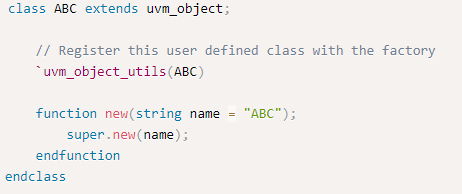 class ABC extends uvm_object;
// Register this user defined class with the factory
`uvm_object_utils(ABC)
function new(string name = "ABC");
super.new(name);
endfunction
endclass